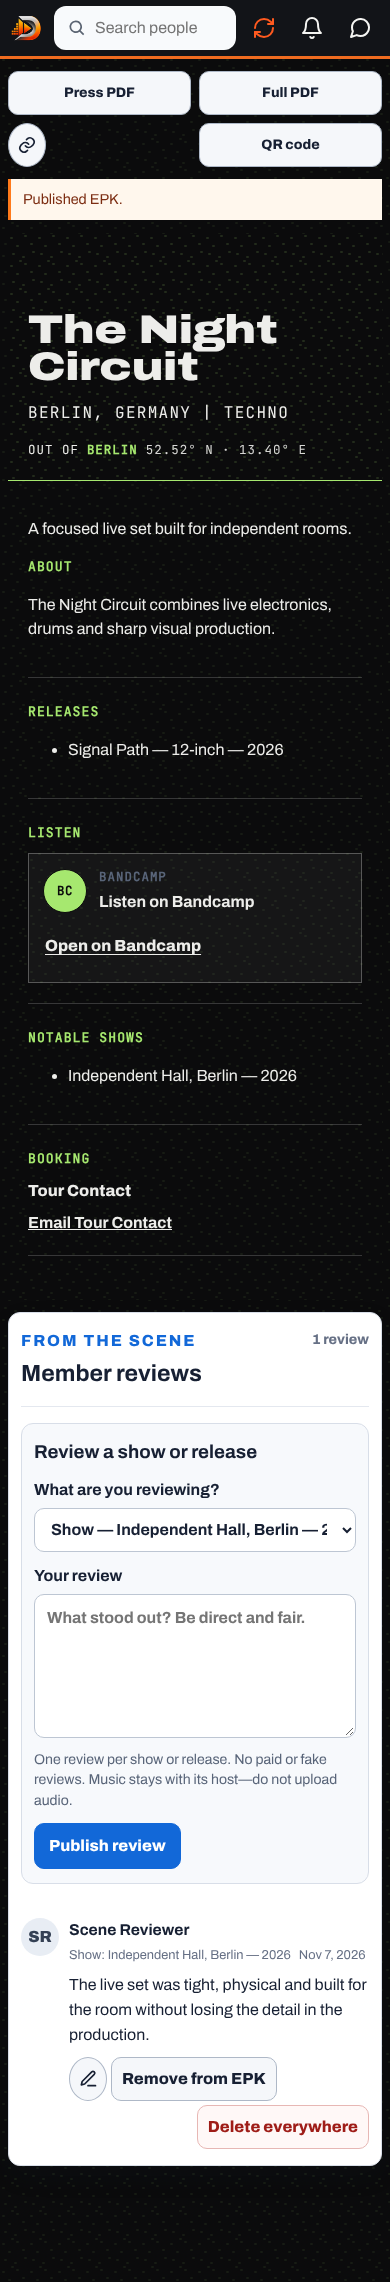 Search people
Press PDF
Full PDF
QR code
Published EPK.
The Night
Circuit
BERLIN, GERMANY | TECHNO
OUT OF BERLIN 52.52° N · 13.40° E
A focused live set built for independent rooms.
ABOUT
The Night Circuit combines live electronics,
drums and sharp visual production.
RELEASES
• Signal Path — 12-inch — 2026
LISTEN
BC
BANDCAMP
Listen on Bandcamp
Open on Bandcamp
NOTABLE SHOWS
• Independent Hall, Berlin — 2026
BOOKING
Tour Contact
Email Tour Contact
FROM THE SCENE
1 review
Member reviews
Review a show or release
What are you reviewing?
Show — Independent Hall, Berlin — 2
Your review
What stood out? Be direct and fair.
One review per show or release. No paid or fake
reviews. Music stays with its host—do not upload
audio.
Publish review
SR
Scene Reviewer
Show: Independent Hall, Berlin — 2026 Nov 7, 2026
The live set was tight, physical and built for
the room without losing the detail in the
production.
Remove from EPK
Delete everywhere